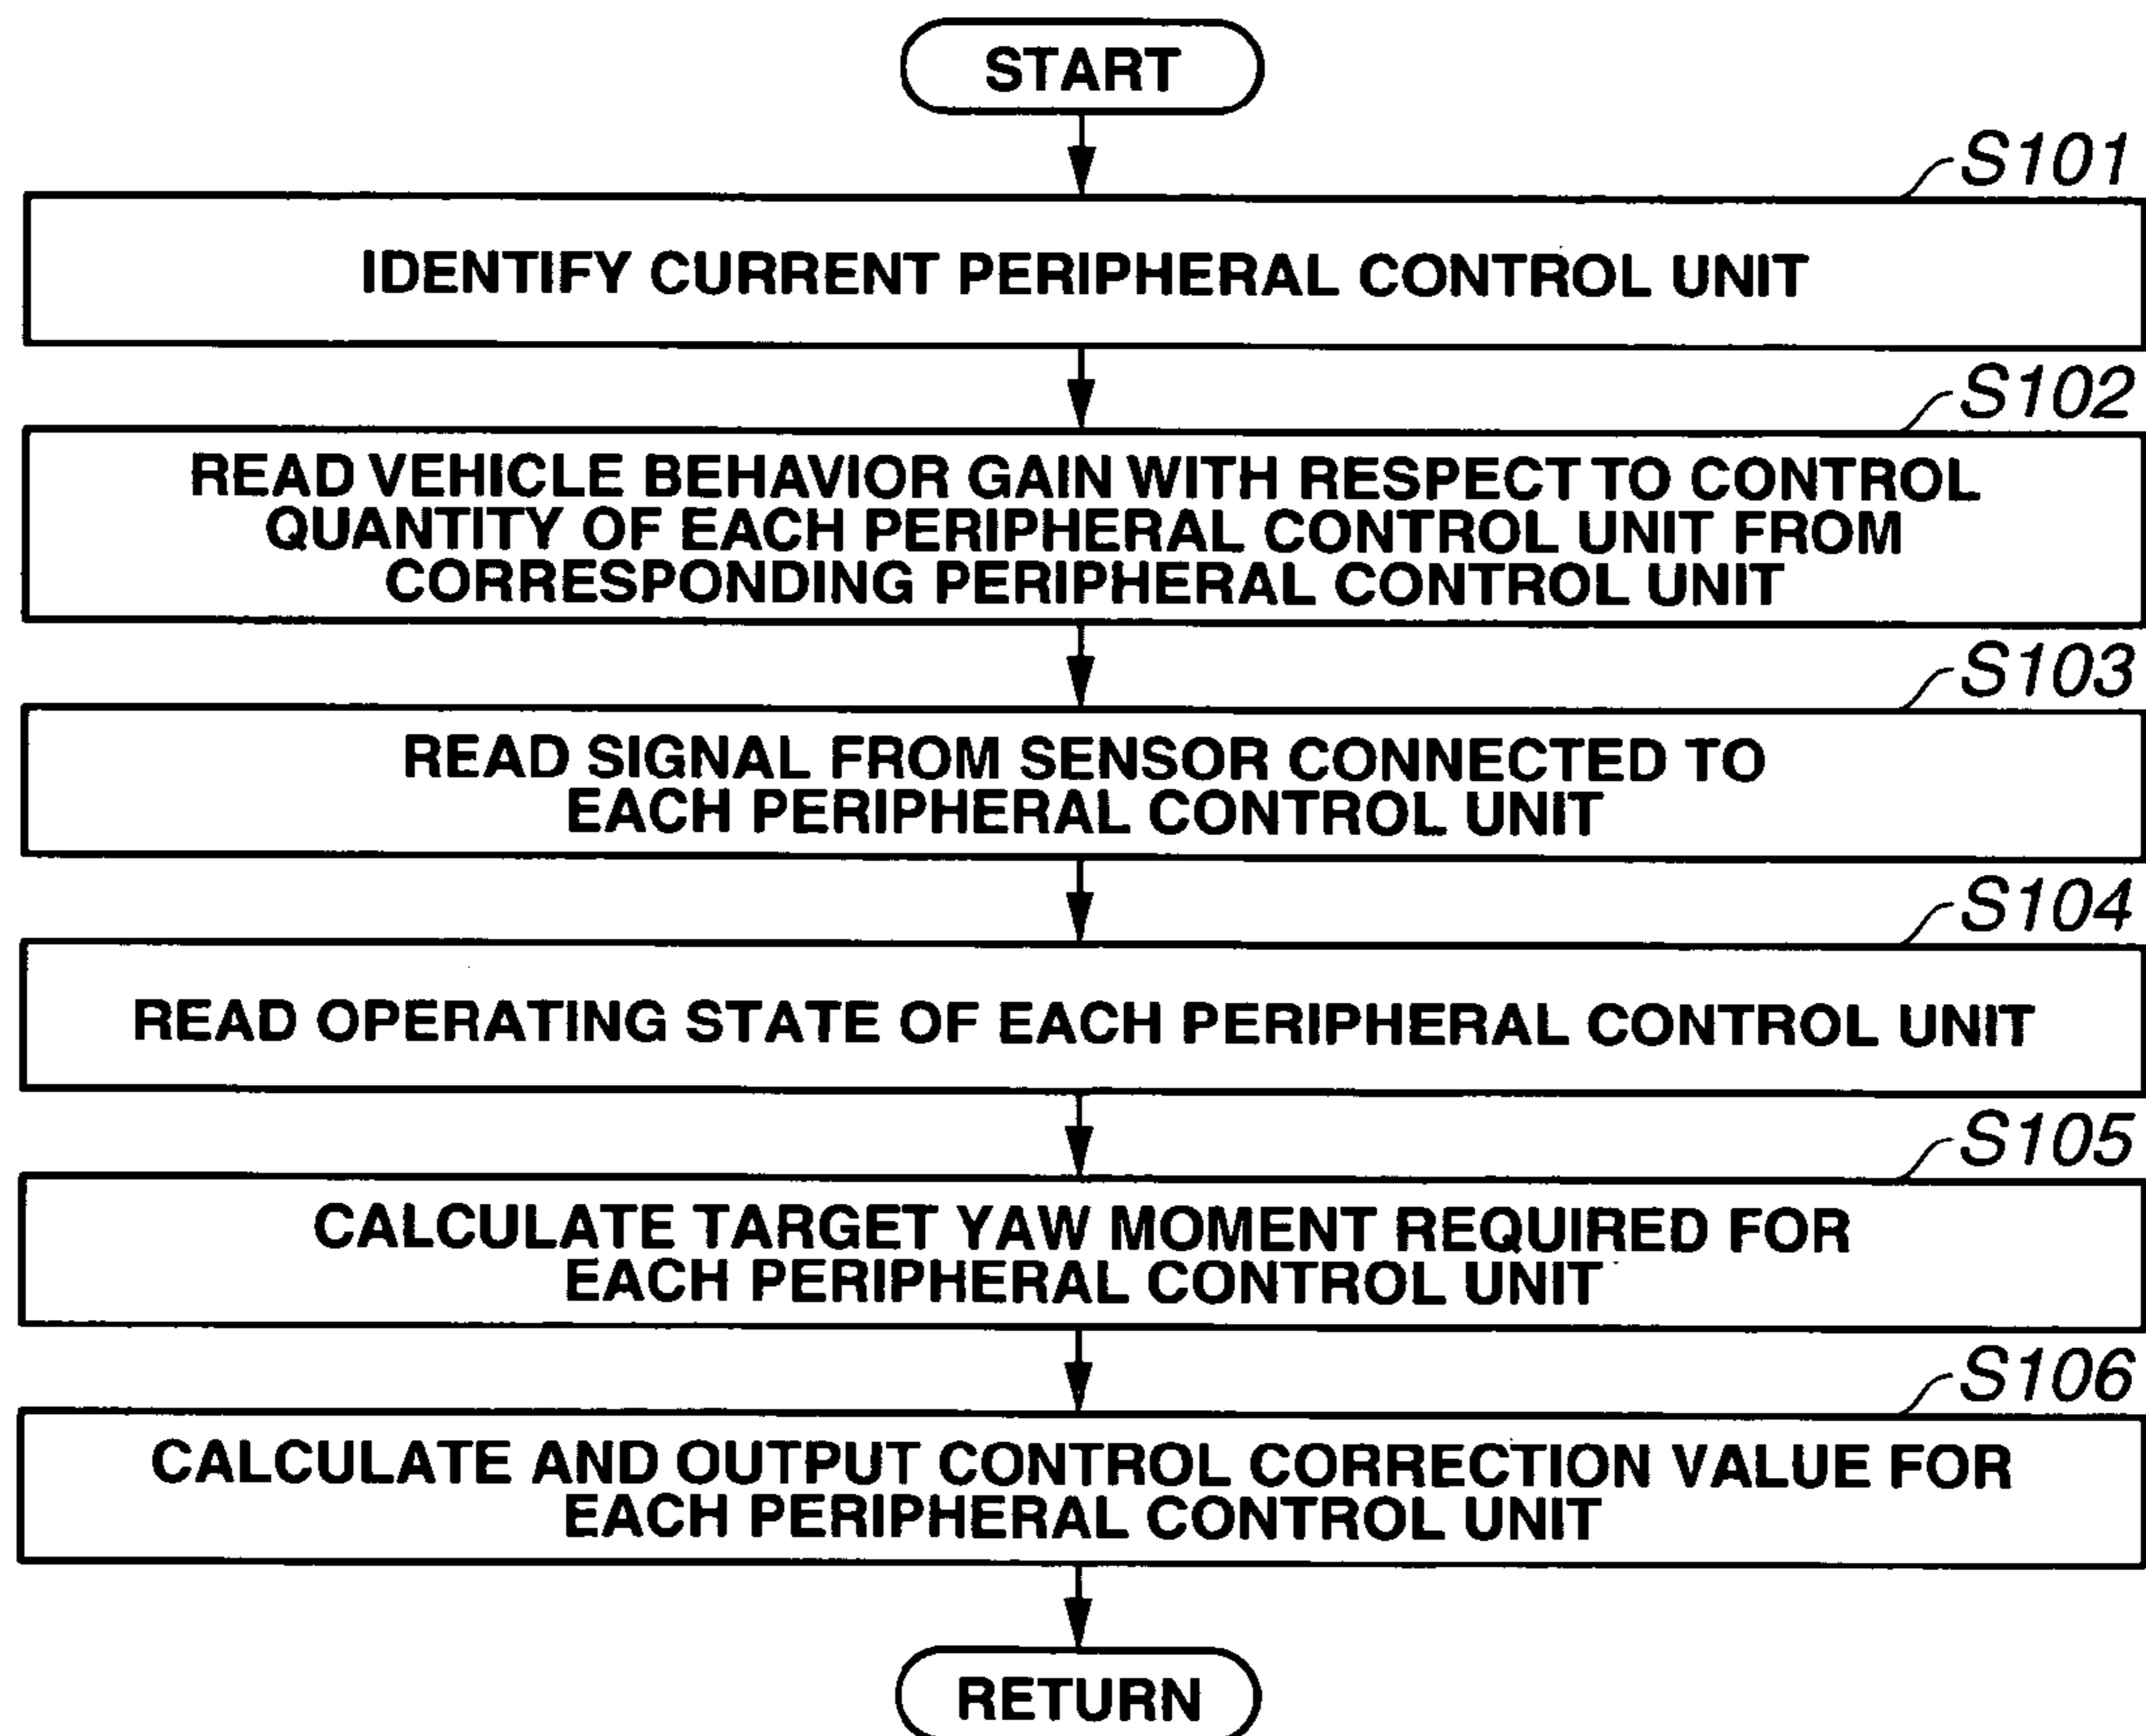 START
S101
IDENTIFY CURRENT PERIPHERAL CONTROL UNIT
S102
READ VEHICLE BEHAVIOR GAIN WITH RESPECT TO CONTROL
QUANTITY OF EACH PERIPHERAL CONTROL UNIT FROM
CORRESPONDING PERIPHERAL CONTROL UNIT
S103
READ SIGNAL FROM SENSOR CONNECTED TO
EACH PERIPHERAL CONTROL UNIT
S104
READ OPERATING STATE OF EACH PERIPHERAL CONTROL UNIT
S105
CALCULATE TARGET YAW MOMENT REQUIRED FOR
EACH PERIPHERAL CONTROL UNIT
S106
CALCULATE AND OUTPUT CONTROL CORRECTION VALUE FOR
EACH PERIPHERAL CONTROL UNIT
RETURN